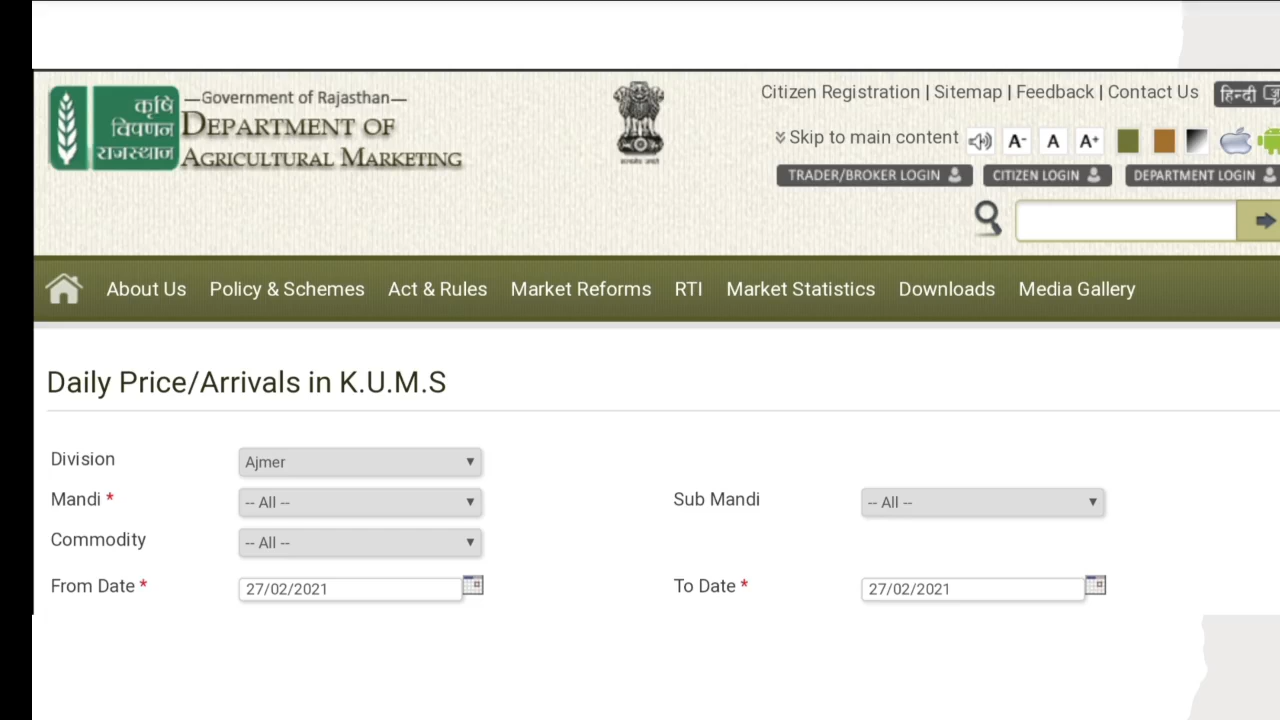 कृषि
विपणन
राजस्थान
—Government of Rajasthan—
DEPARTMENT OF
AGRICULTURAL MARKETING
Citizen Registration | Sitemap | Feedback | Contact Us
हिन्दी
Skip to main content
A- A A+
TRADER/BROKER LOGIN CITIZEN LOGIN DEPARTMENT LOGIN
About Us Policy & Schemes Act & Rules Market Reforms RTI Market Statistics Downloads Media Gallery
Daily Price/Arrivals in K.U.M.S
Division Ajmer
Mandi * -- All -- Sub Mandi -- All --
Commodity -- All --
From Date * 27/02/2021 To Date * 27/02/2021